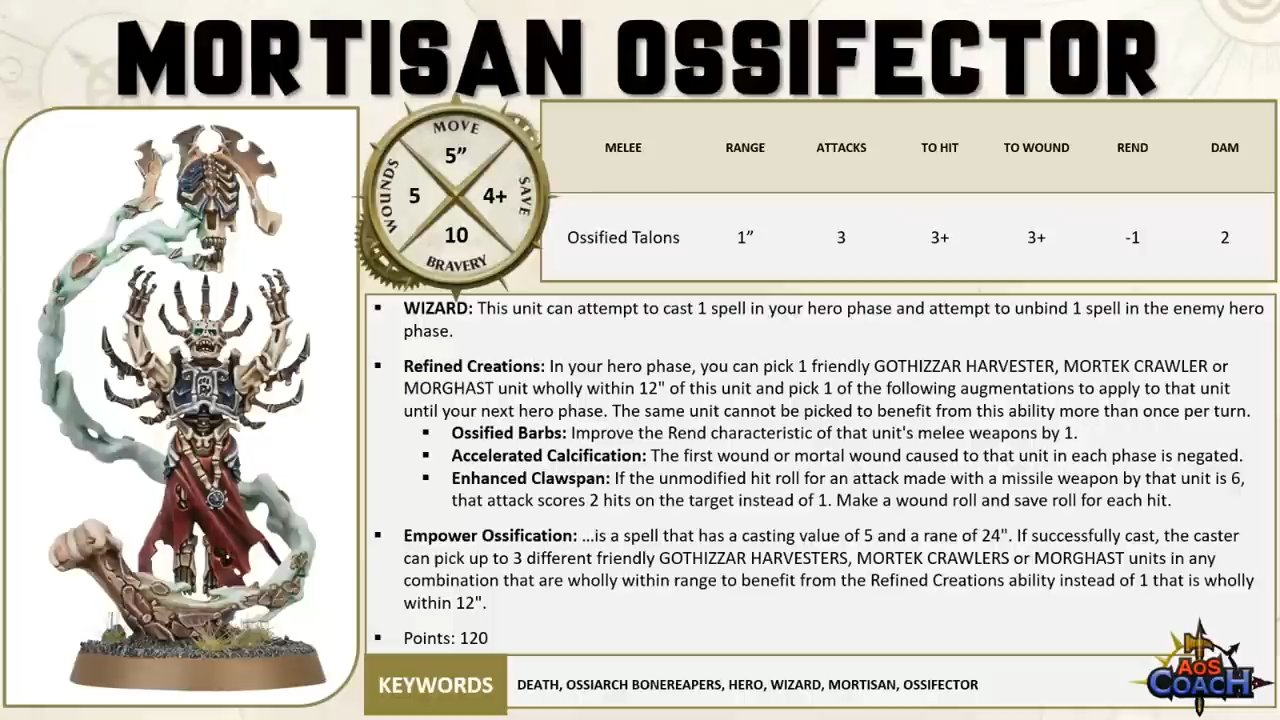 MORTISAN OSSIFECTOR
MOVE
5”
WOUNDS
5
4+
SAVE
10
BRAVERY
MELEE RANGE ATTACKS TO HIT TO WOUND REND DAM
Ossified Talons 1” 3 3+ 3+ -1 2
▪ WIZARD: This unit can attempt to cast 1 spell in your hero phase and attempt to unbind 1 spell in the enemy hero
phase.
▪ Refined Creations: In your hero phase, you can pick 1 friendly GOTHIZZAR HARVESTER, MORTEK CRAWLER or
MORGHAST unit wholly within 12" of this unit and pick 1 of the following augmentations to apply to that unit
until your next hero phase. The same unit cannot be picked to benefit from this ability more than once per turn.
▪ Ossified Barbs: Improve the Rend characteristic of that unit's melee weapons by 1.
▪ Accelerated Calcification: The first wound or mortal wound caused to that unit in each phase is negated.
▪ Enhanced Clawspan: If the unmodified hit roll for an attack made with a missile weapon by that unit is 6,
that attack scores 2 hits on the target instead of 1. Make a wound roll and save roll for each hit.
▪ Empower Ossification: …is a spell that has a casting value of 5 and a rane of 24". If successfully cast, the caster
can pick up to 3 different friendly GOTHIZZAR HARVESTERS, MORTEK CRAWLERS or MORGHAST units in any
combination that are wholly within range to benefit from the Refined Creations ability instead of 1 that is wholly
within 12".
▪ Points: 120
KEYWORDS
DEATH, OSSIARCH BONEREAPERS, HERO, WIZARD, MORTISAN, OSSIFECTOR
AOS
COACH